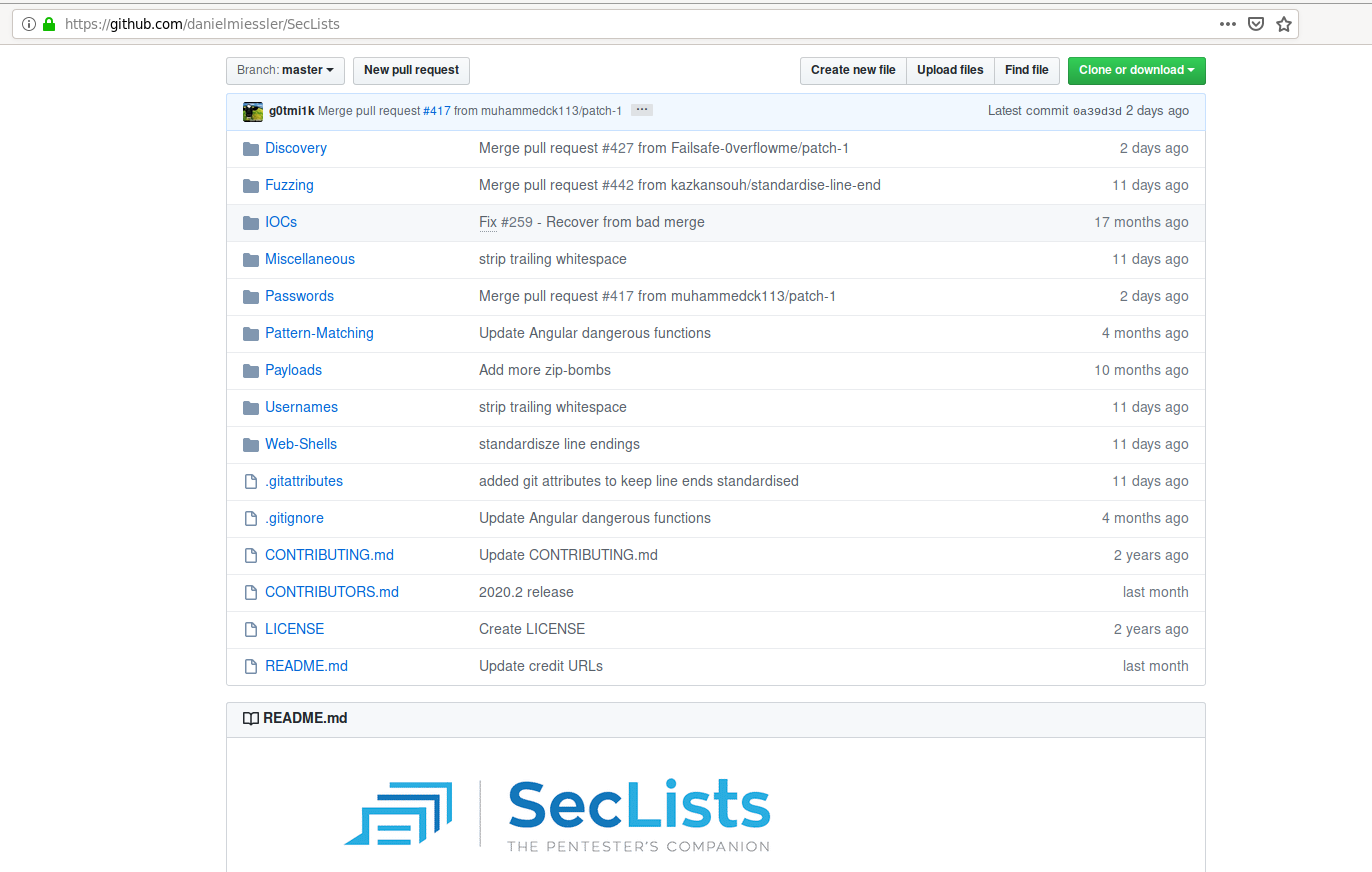 https://github.com/danielmiessler/SecLists
Branch: master New pull request Create new file Upload files Find file Clone or download
g0tmi1k Merge pull request #417 from muhammedck113/patch-1 ... Latest commit 0a39d3d 2 days ago
Discovery Merge pull request #427 from Failsafe-0verflowme/patch-1 2 days ago
Fuzzing Merge pull request #442 from kazkansouh/standardise-line-end 11 days ago
IOCs Fix #259 - Recover from bad merge 17 months ago
Miscellaneous strip trailing whitespace 11 days ago
Passwords Merge pull request #417 from muhammedck113/patch-1 2 days ago
Pattern-Matching Update Angular dangerous functions 4 months ago
Payloads Add more zip-bombs 10 months ago
Usernames strip trailing whitespace 11 days ago
Web-Shells standardisze line endings 11 days ago
.gitattributes added git attributes to keep line ends standardised 11 days ago
.gitignore Update Angular dangerous functions 4 months ago
CONTRIBUTING.md Update CONTRIBUTING.md 2 years ago
CONTRIBUTORS.md 2020.2 release last month
LICENSE Create LICENSE 2 years ago
README.md Update credit URLs last month
README.md
SecLists
THE PENTESTER'S COMPANION